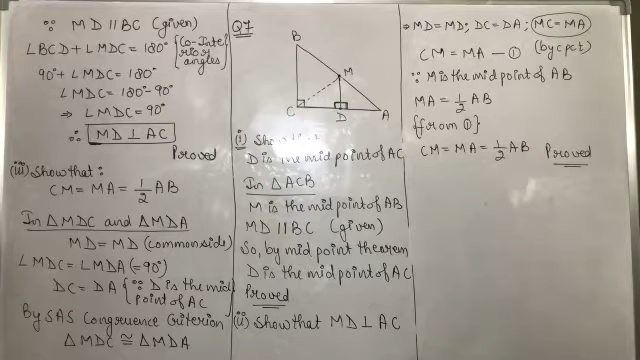 Q7
B
M
C
D
A
(i) Show that
D is the mid point of AC
In ΔACB
M is the mid point of AB
MD || BC (given)
So, by mid point theorem
D is the mid point of AC
Proved
(ii) Show that MD ⊥ AC
∵ MD || BC (given)
∠BCD + ∠MDC = 180° {Co-Interior angles}
90° + ∠MDC = 180°
∠MDC = 180° - 90°
⇒ ∠MDC = 90°
∴ MD ⊥ AC
Proved
(iii) Show that :
CM = MA = 1/2 AB
In ΔMDC and ΔMDA
MD = MD (common side)
∠MDC = ∠MDA (= 90°)
DC = DA {∵ D is the mid point of AC
By SAS Congruence Criterion
ΔMDC ≅ ΔMDA
⇒ MD = MD; DC = DA; MC = MA
(by cpct)
CM = MA — ①
∵ M is the mid point of AB
MA = 1/2 AB
{from ①}
CM = MA = 1/2 AB Proved